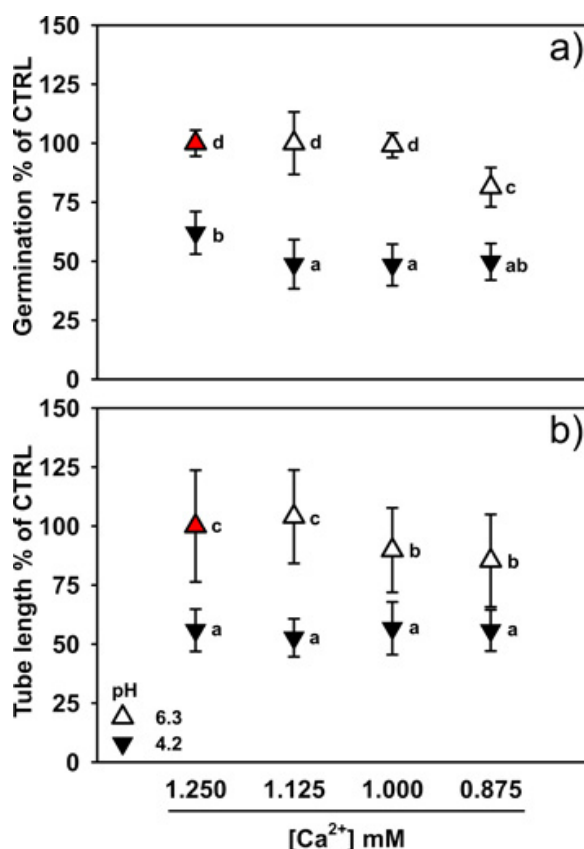 150
a)
125
100
75
50
25
0
Germination % of CTRL
d
d
d
c
b
a
a
ab
150
b)
125
100
75
50
25
0
Tube length % of CTRL
c
c
b
b
a
a
a
a
pH
6.3
4.2
1.250 1.125 1.000 0.875
[Ca²⁺] mM